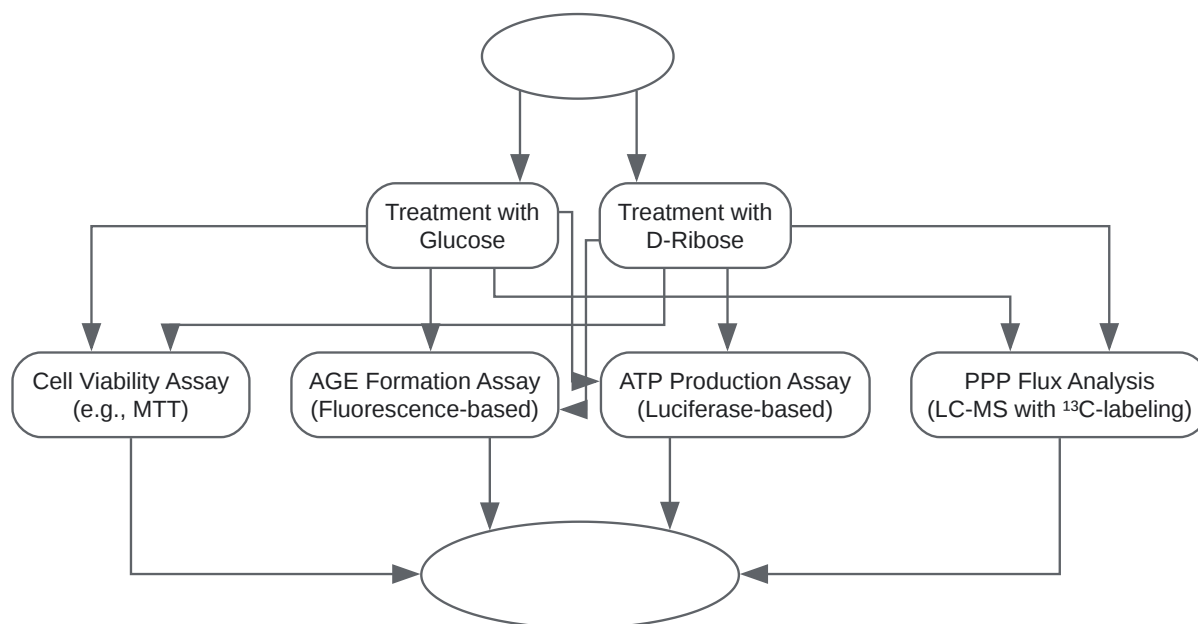 Treatment with
Glucose
Treatment with
D-Ribose
Cell Viability Assay
(e.g., MTT)
AGE Formation Assay
(Fluorescence-based)
ATP Production Assay
(Luciferase-based)
PPP Flux Analysis
(LC-MS with ¹³C-labeling)